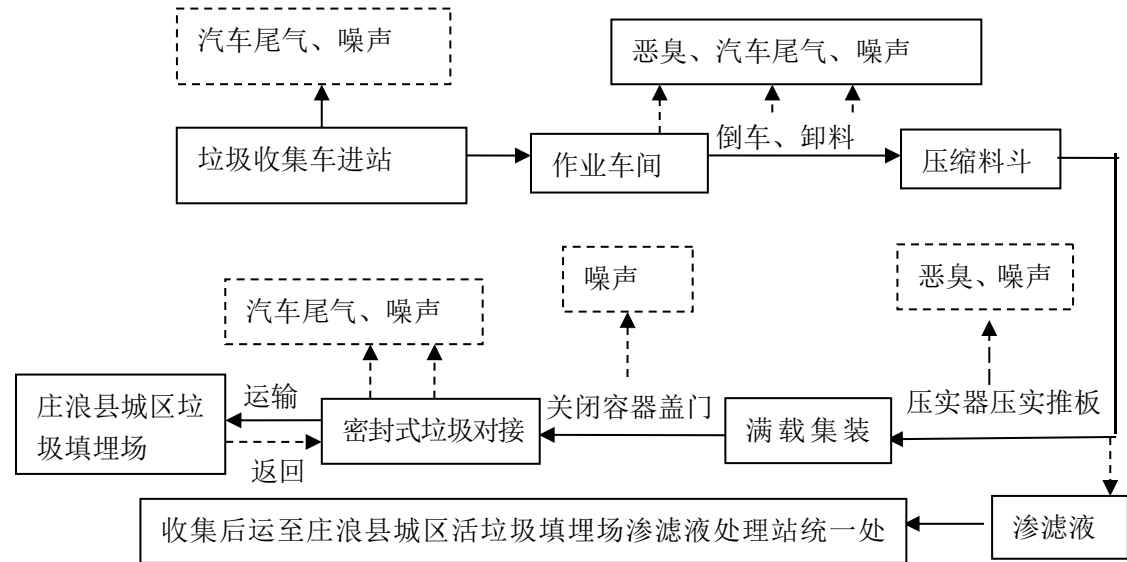 汽车尾气、噪声
恶臭、汽车尾气、噪声
垃圾收集车进站
作业车间
倒车、卸料
压缩料斗
噪声
恶臭、噪声
汽车尾气、噪声
庄浪县城区垃
圾填埋场
运输
返回
密封式垃圾对接
关闭容器盖门
满载集装
压实器压实推板
收集后运至庄浪县城区活垃圾填埋场渗滤液处理站统一处
渗滤液